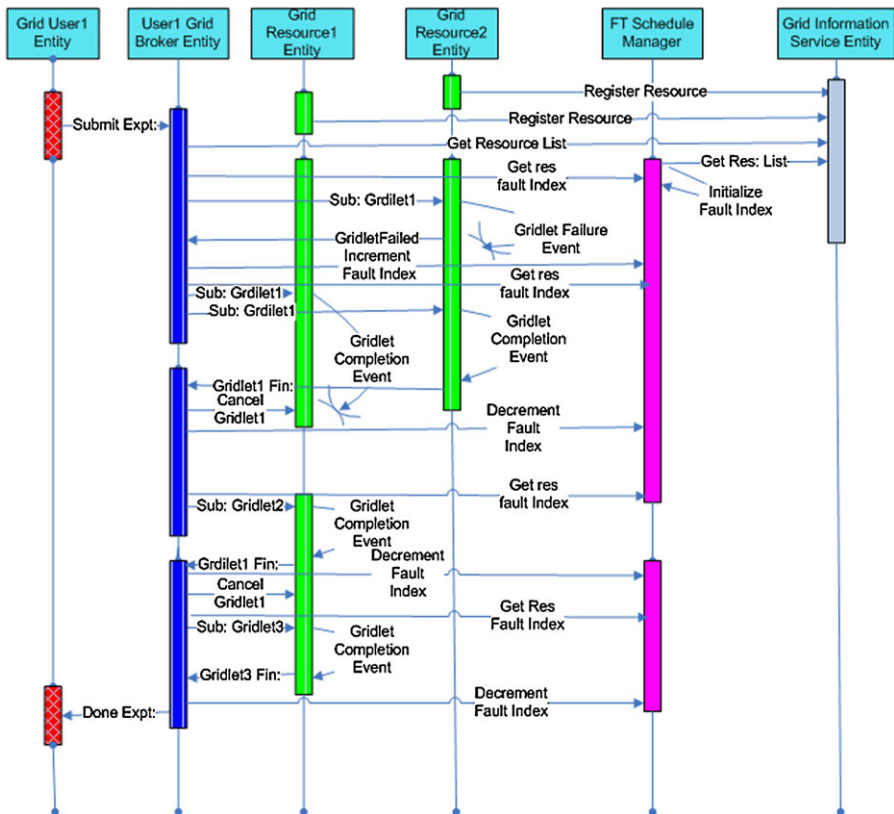 Grid User1
Entity
User1 Grid
Broker Entity
Grid
Resource1
Entity
Grid
Resource2
Entity
FT Schedule
Manager
Grid Information
Service Entity
Register Resource
Submit Expt:
Register Resource
Get Resource List
Get res
fault Index
Get Res: List
Initialize
Fault Index
Sub: Grdilet1
Gridlet Failure
Event
GridletFailed
Increment
Fault Index
Get res
fault Index
Sub: Grdilet1
Sub: Grdilet1
Gridlet
Completion
Event
Gridlet
Completion
Event
Gridlet1 Fin:
Cancel
Gridlet1
Decrement
Fault
Index
Get res
fault Index
Sub: Gridlet2
Gridlet
Completion
Event
Grdilet1 Fin:
Decrement
Fault
Index
Cancel
Gridlet1
Get Res
Fault Index
Sub: Gridlet3
Gridlet
Completion
Event
Gridlet3 Fin:
Decrement
Fault Index
Done Expt: